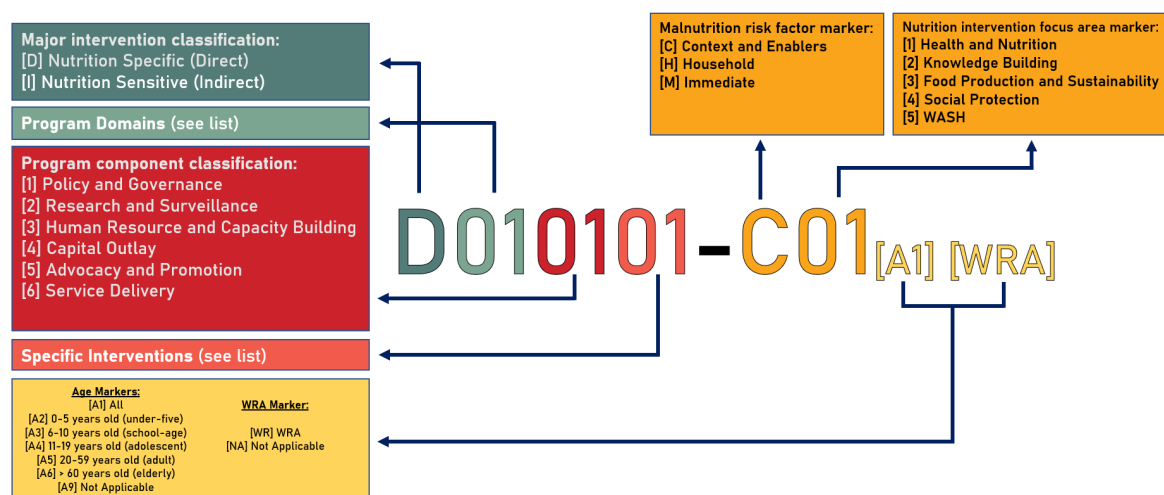 Major intervention classification:
[D] Nutrition Specific (Direct)
[I] Nutrition Sensitive (Indirect)
Program Domains (see list)
Program component classification:
[1] Policy and Governance
[2] Research and Surveillance
[3] Human Resource and Capacity Building
[4] Capital Outlay
[5] Advocacy and Promotion
[6] Service Delivery
Specific Interventions (see list)
Age Markers:
[A1] All
[A2] 0-5 years old (under-five)
[A3] 6-10 years old (school-age)
[A4] 11-19 years old (adolescent)
[A5] 20-59 years old (adult)
[A6] > 60 years old (elderly)
[A9] Not Applicable
WRA Marker:
[WR] WRA
[NA] Not Applicable
Malnutrition risk factor marker:
[C] Context and Enablers
[H] Household
[M] Immediate
Nutrition intervention focus area marker:
[1] Health and Nutrition
[2] Knowledge Building
[3] Food Production and Sustainability
[4] Social Protection
[5] WASH
D010101-C01[A1] [WRA]